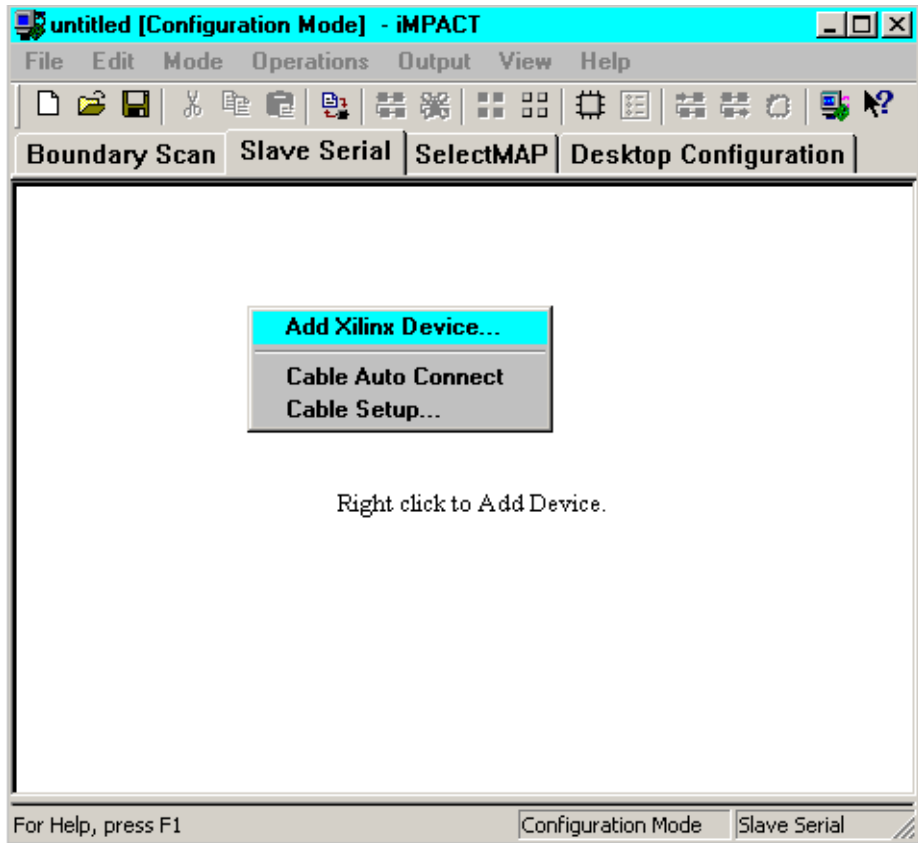 untitled [Configuration Mode] - iMPACT
File Edit Mode Operations Output View Help
Boundary Scan Slave Serial SelectMAP Desktop Configuration
Add Xilinx Device...
Cable Auto Connect
Cable Setup...
Right click to Add Device.
For Help, press F1 Configuration Mode Slave Serial